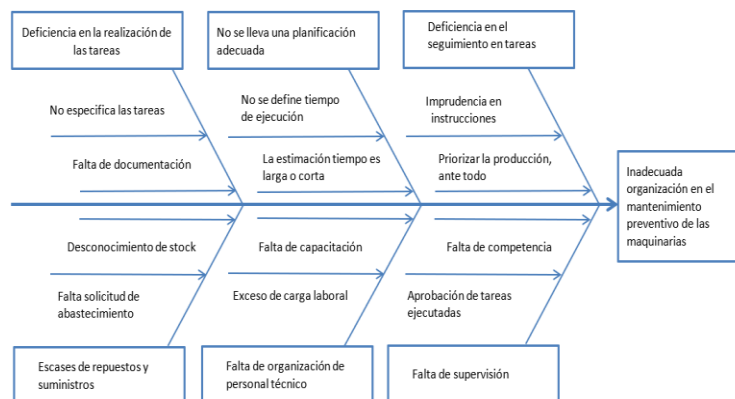 Deficiencia en la realización de
las tareas
No se lleva una planificación
adecuada
Deficiencia en el
seguimiento en tareas
No especifica las tareas
No se define tiempo
de ejecución
Imprudencia en
instrucciones
Falta de documentación
La estimación tiempo es
larga o corta
Priorizar la producción,
ante todo
Inadecuada
organización en el
mantenimiento
preventivo de las
maquinarias
Desconocimiento de stock
Falta de capacitación
Falta de competencia
Falta solicitud de
abastecimiento
Exceso de carga laboral
Aprobación de tareas
ejecutadas
Escases de repuestos y
suministros
Falta de organización de
personal técnico
Falta de supervisión